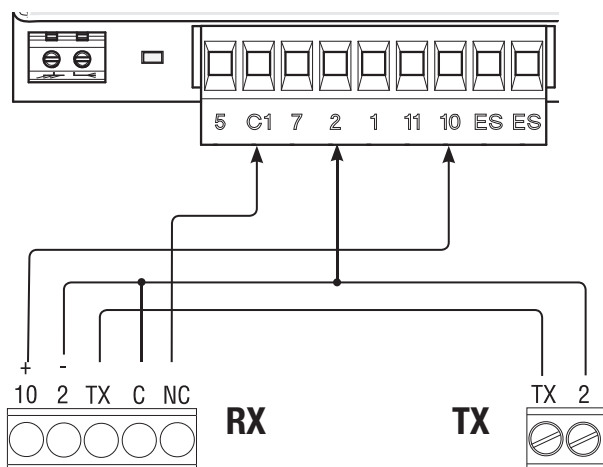 5 C1 7 2 1 11 10 ES ES
+ -
10 2 TX C NC
RX
TX
TX 2